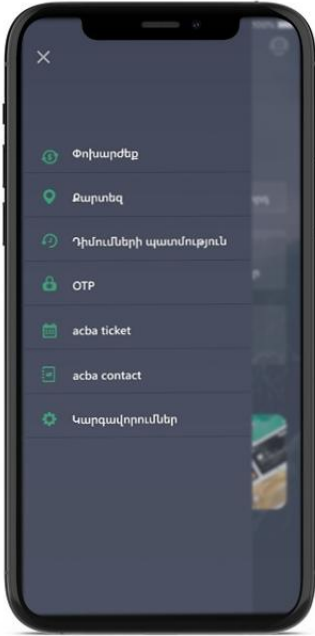 Փոխարժեք
Քարտեզ
Դիմումների պատմություն
OTP
acba ticket
acba contact
Կարգավորումներ